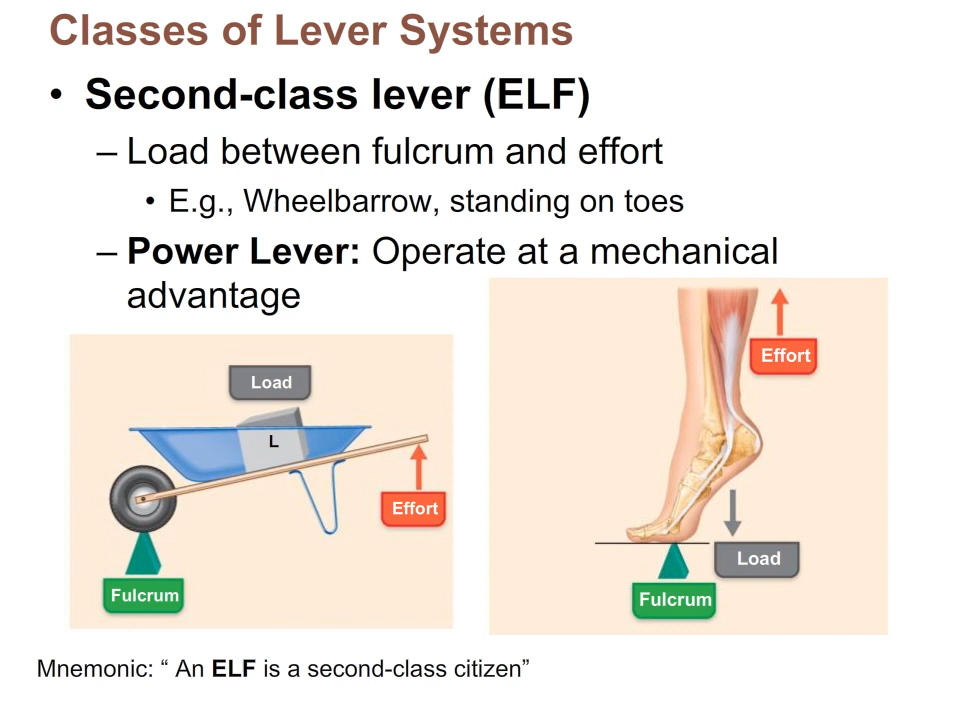 Classes of Lever Systems
• Second-class lever (ELF)
– Load between fulcrum and effort
• E.g., Wheelbarrow, standing on toes
– Power Lever: Operate at a mechanical
advantage
Load
L
Effort
Fulcrum
Effort
Load
Fulcrum
Mnemonic: “ An ELF is a second-class citizen”